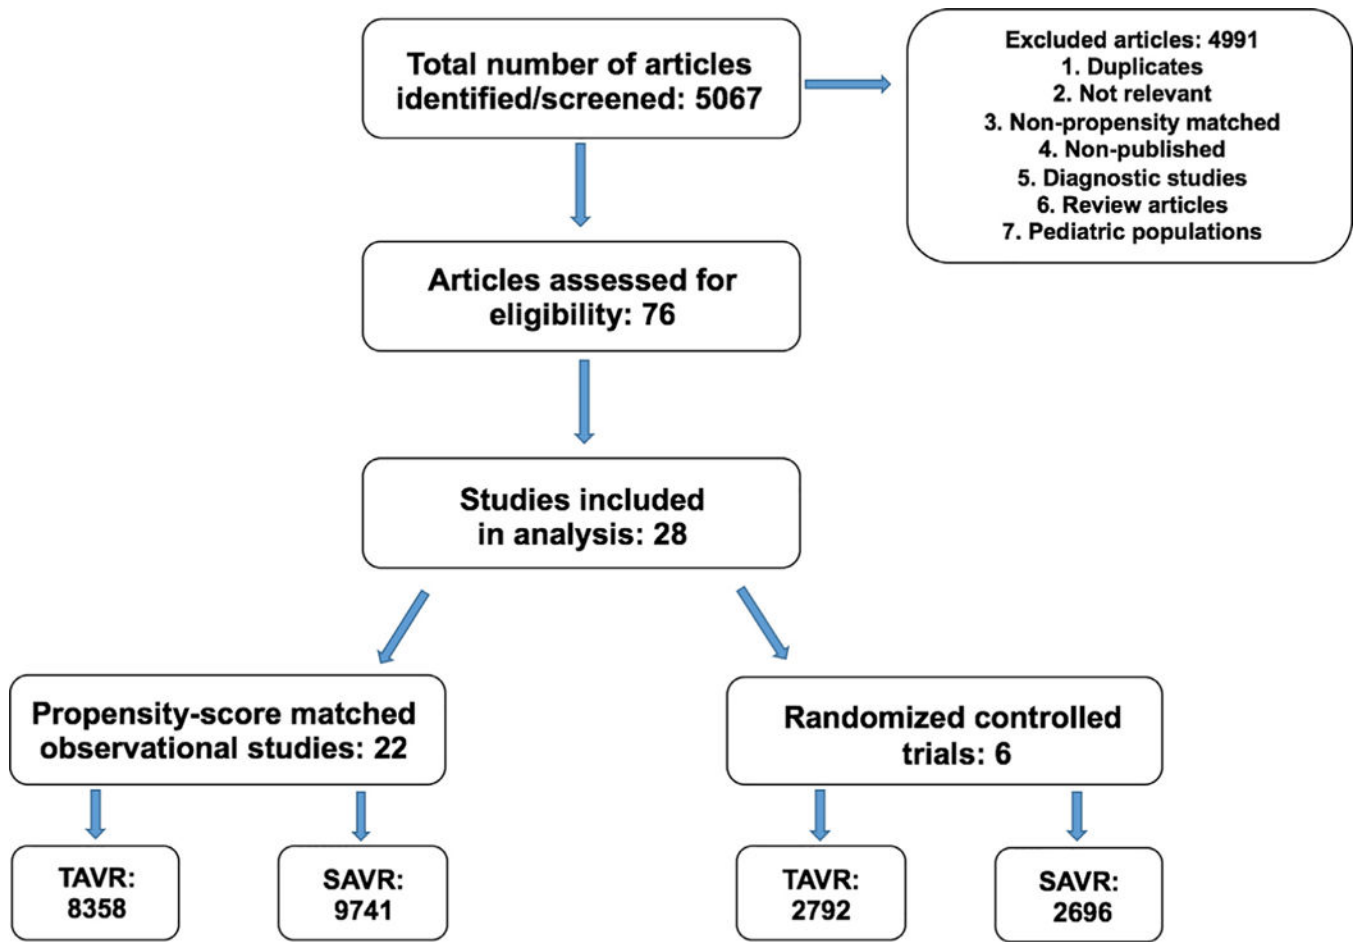 Total number of articles
identified/screened: 5067
Excluded articles: 4991
1. Duplicates
2. Not relevant
3. Non-propensity matched
4. Non-published
5. Diagnostic studies
6. Review articles
7. Pediatric populations
Articles assessed for
eligibility: 76
Studies included
in analysis: 28
Propensity-score matched
observational studies: 22
Randomized controlled
trials: 6
TAVR:
8358
SAVR:
9741
TAVR:
2792
SAVR:
2696